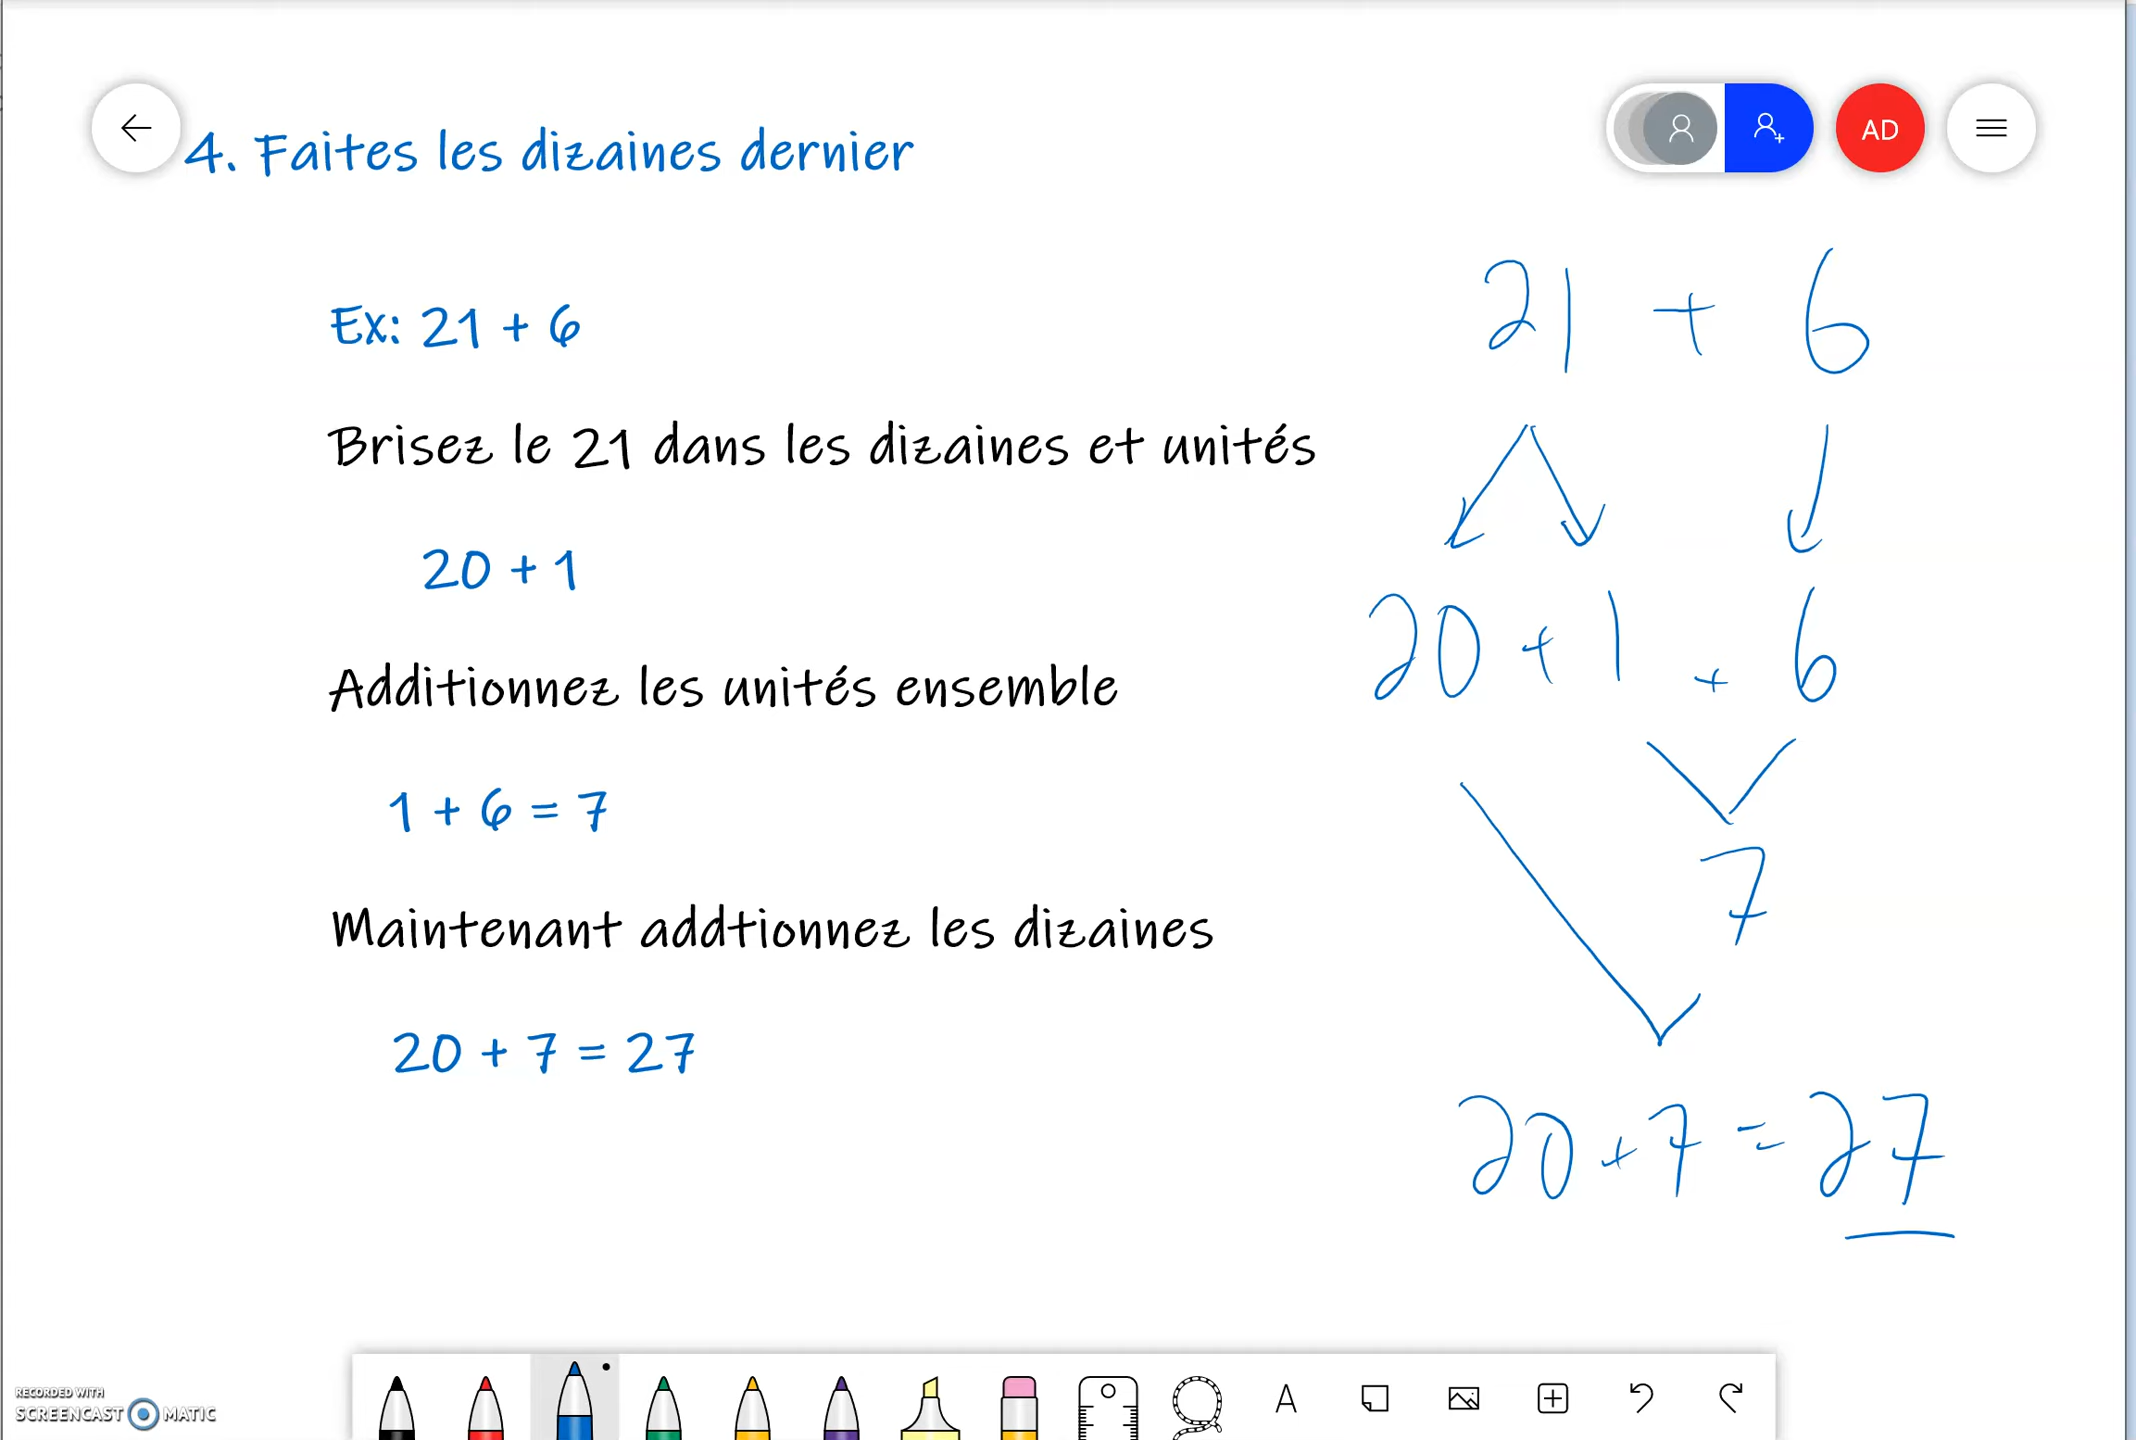 4. Faites les dizaines dernier
AD
Ex: 21 + 6
Brisez le 21 dans les dizaines et unités
20 + 1
Additionnez les unités ensemble
1 + 6 = 7
Maintenant addtionnez les dizaines
20 + 7 = 27
21 + 6
20 + 1 + 6
7
20 + 7 = 27
A
RECORDED WITH
SCREENCAST MATIC